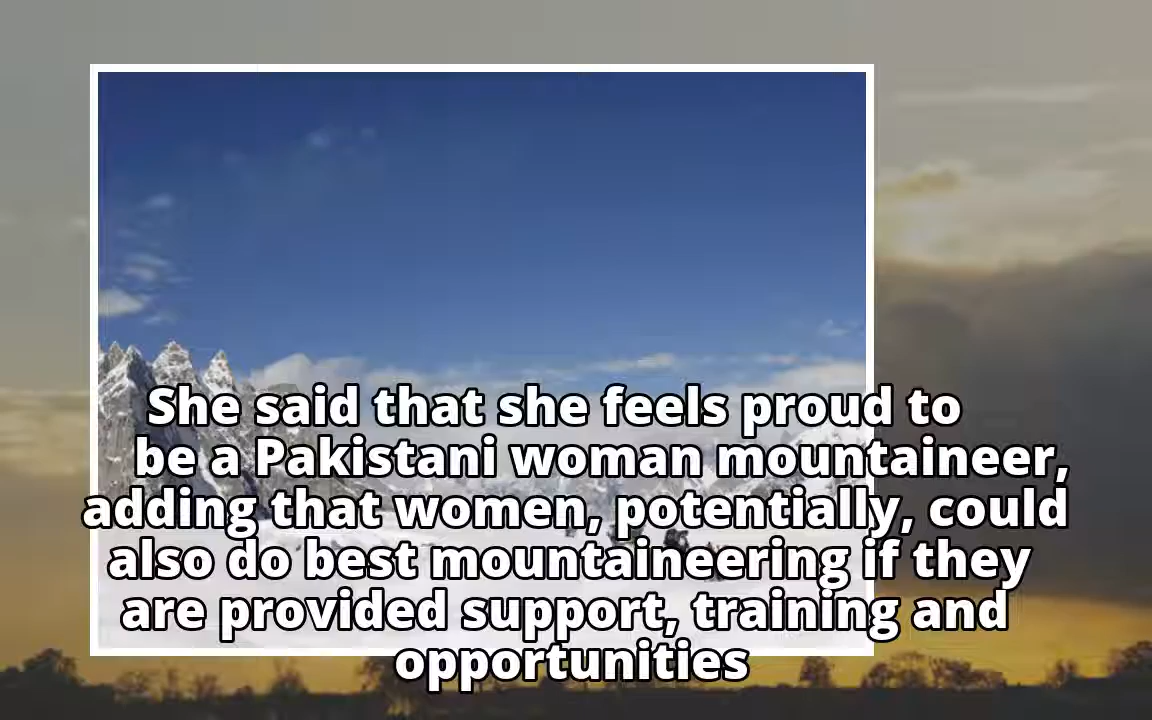 She said that she feels proud to
be a Pakistani woman mountaineer,
adding that women, potentially, could
also do best mountaineering if they
are provided support, training and
opportunities